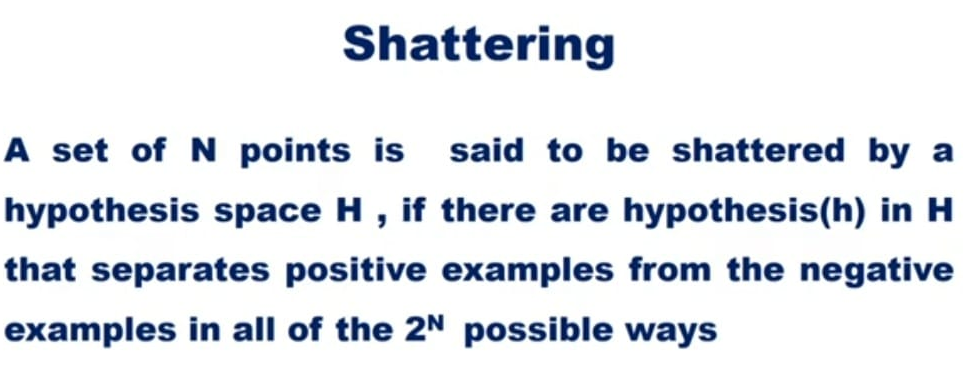 Shattering
A set of N points is said to be shattered by a
hypothesis space H , if there are hypothesis(h) in H
that separates positive examples from the negative
examples in all of the 2ᴺ possible ways